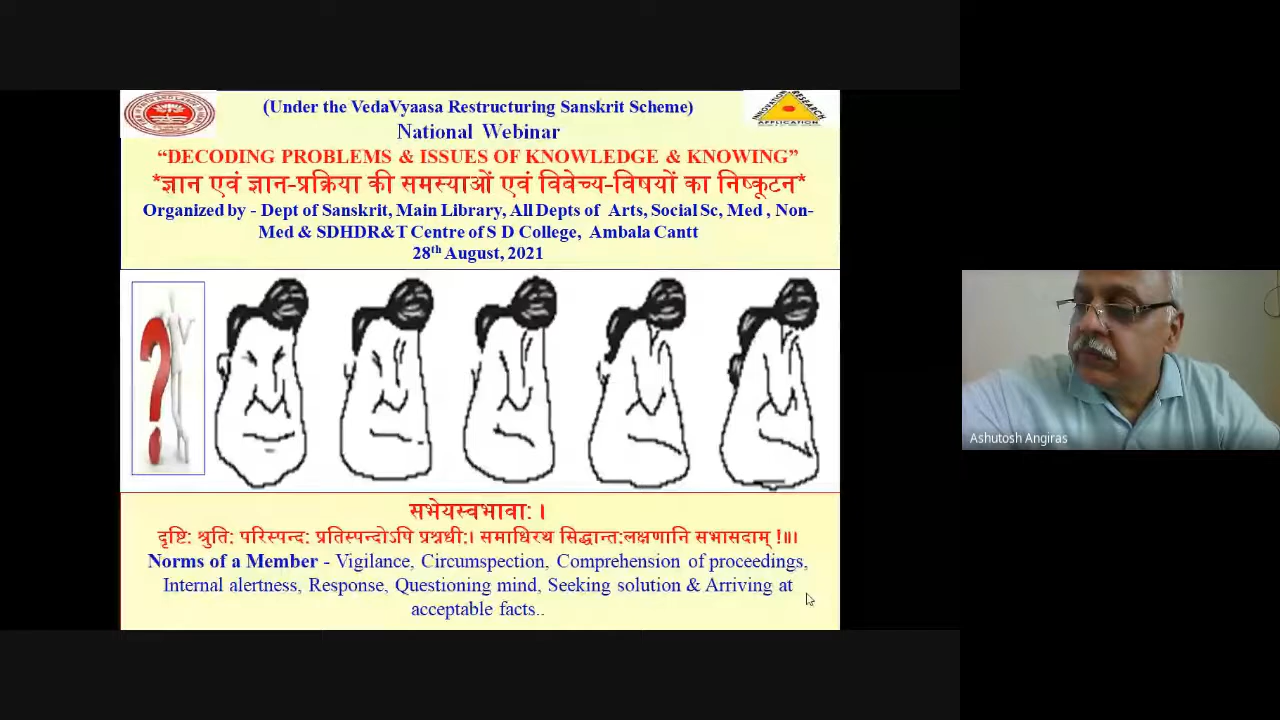 (Under the VedaVyaasa Restructuring Sanskrit Scheme)
National Webinar
“DECODING PROBLEMS & ISSUES OF KNOWLEDGE & KNOWING”
*ज्ञान एवं ज्ञान-प्रक्रिया की समस्याओं एवं विबेच्य-विषयों का निष्कूटन*
Organized by - Dept of Sanskrit, Main Library, All Depts of Arts, Social Sc, Med , Non-
Med & SDHDR&T Centre of S D College, Ambala Cantt
28th August, 2021
INNOVATION RESEARCH
APPLICATION
?
सभेयस्वभावाः ।
दृष्टिः श्रुतिः परिस्पन्दः प्रतिस्पन्दोऽपि प्रश्नधीः। समाधिरथ सिद्धान्तःलक्षणानि सभासदाम् !॥।
Norms of a Member - Vigilance, Circumspection, Comprehension of proceedings,
Internal alertness, Response, Questioning mind, Seeking solution & Arriving at
acceptable facts..
Ashutosh Angiras